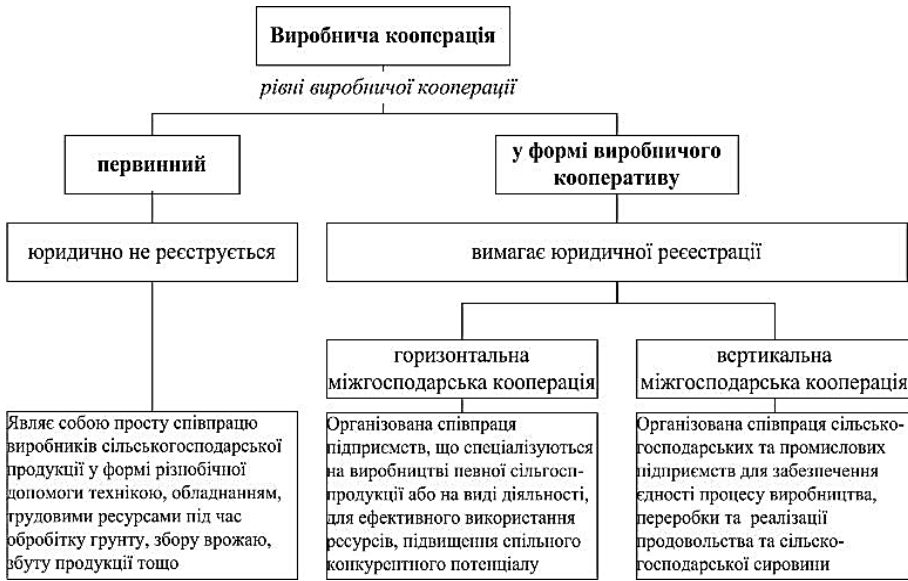 Виробнича кооперація
рівні виробничої кооперації
первинний
у формі виробничого
кооперативу
юридично не реєструється
вимагає юридичної реєестрації
горизонтальна
міжгосподарська кооперація
вертикальна
міжгосподарська кооперація
Являє собою просту співпрацю
виробників сільськогосподарської
продукції у формі різнобічної
допомоги технікою, обладнанням,
трудовими ресурсами під час
обробітку грунту, збору врожаю,
збуту продукції тощо
Організована співпраця
підприємств, що спеціалізуються
на виробництві певної сільгосп-
продукції або на виді діяльності,
для ефективного використання
ресурсів, підвищення спільного
конкурентного потенціалу
Організована співпраця сільсько-
господарських та промислових
підприємств для забезпечення
єдності процесу виробництва,
переробки та реалізації
продовольства та сільско-
господарської сировини